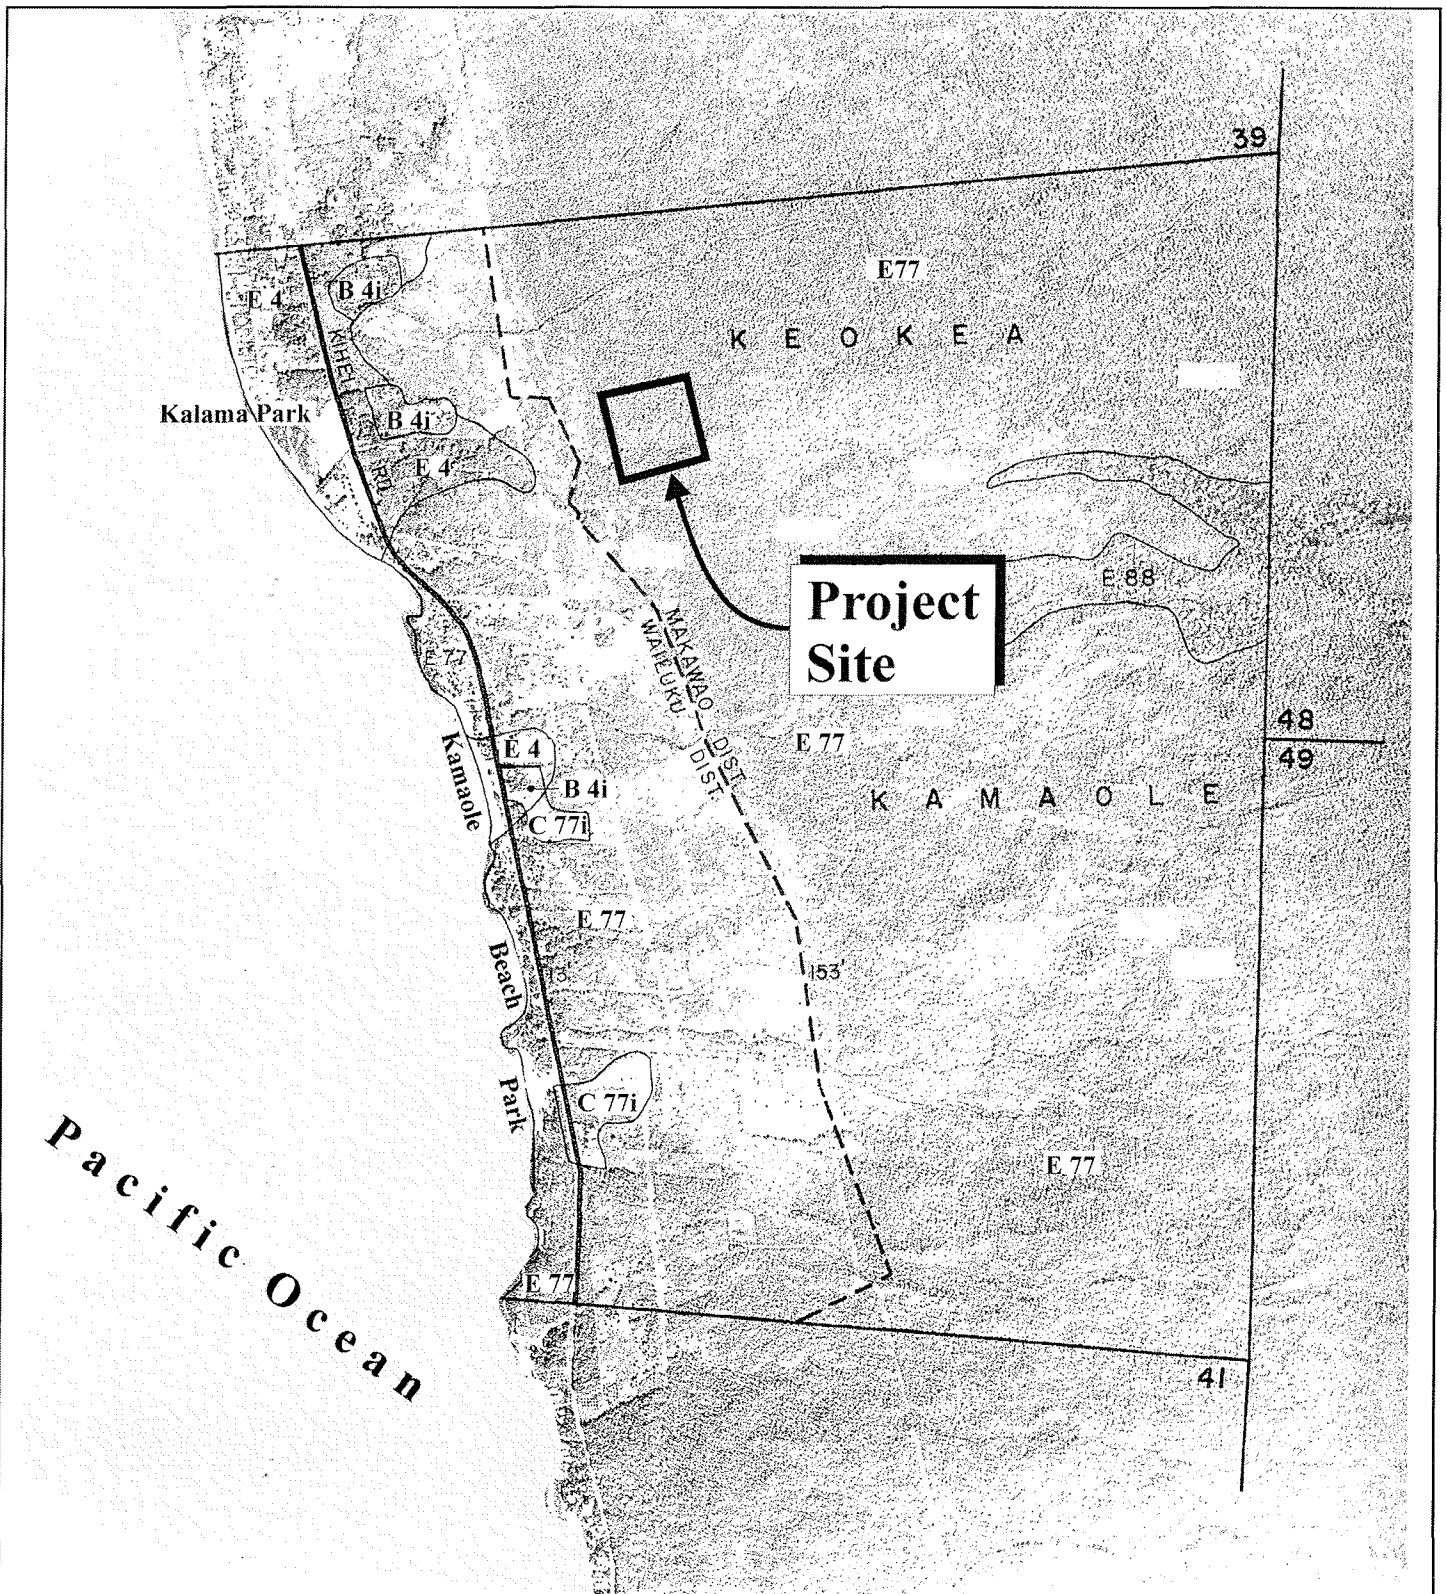 39
E77
E 4
B 4i
KIHEI
K E O K E A
Kalama Park
B 4i
E 4
RD
E 88
Project
Site
MAKAWAO DIST.
WAILUKU DIST.
E 77
48
49
E 77
Kamaole
E 4
B 4i
K A M A O L E
C 77i
E 77
Beach
153'
Park
C 77i
Pacific Ocean
E 77
E 77
41